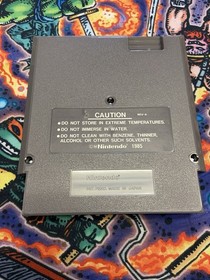 CAUTION
•DO NOT STORE IN EXTREME TEMPERATURES.
•DO NOT IMMERSE IN WATER.
•DO NOT CLEAN WITH BENZENE, THINNER,
ALCOHOL OR OTHER SUCH SOLVENTS.
Nintendo 1985
Nintendo
MADE IN JAPAN